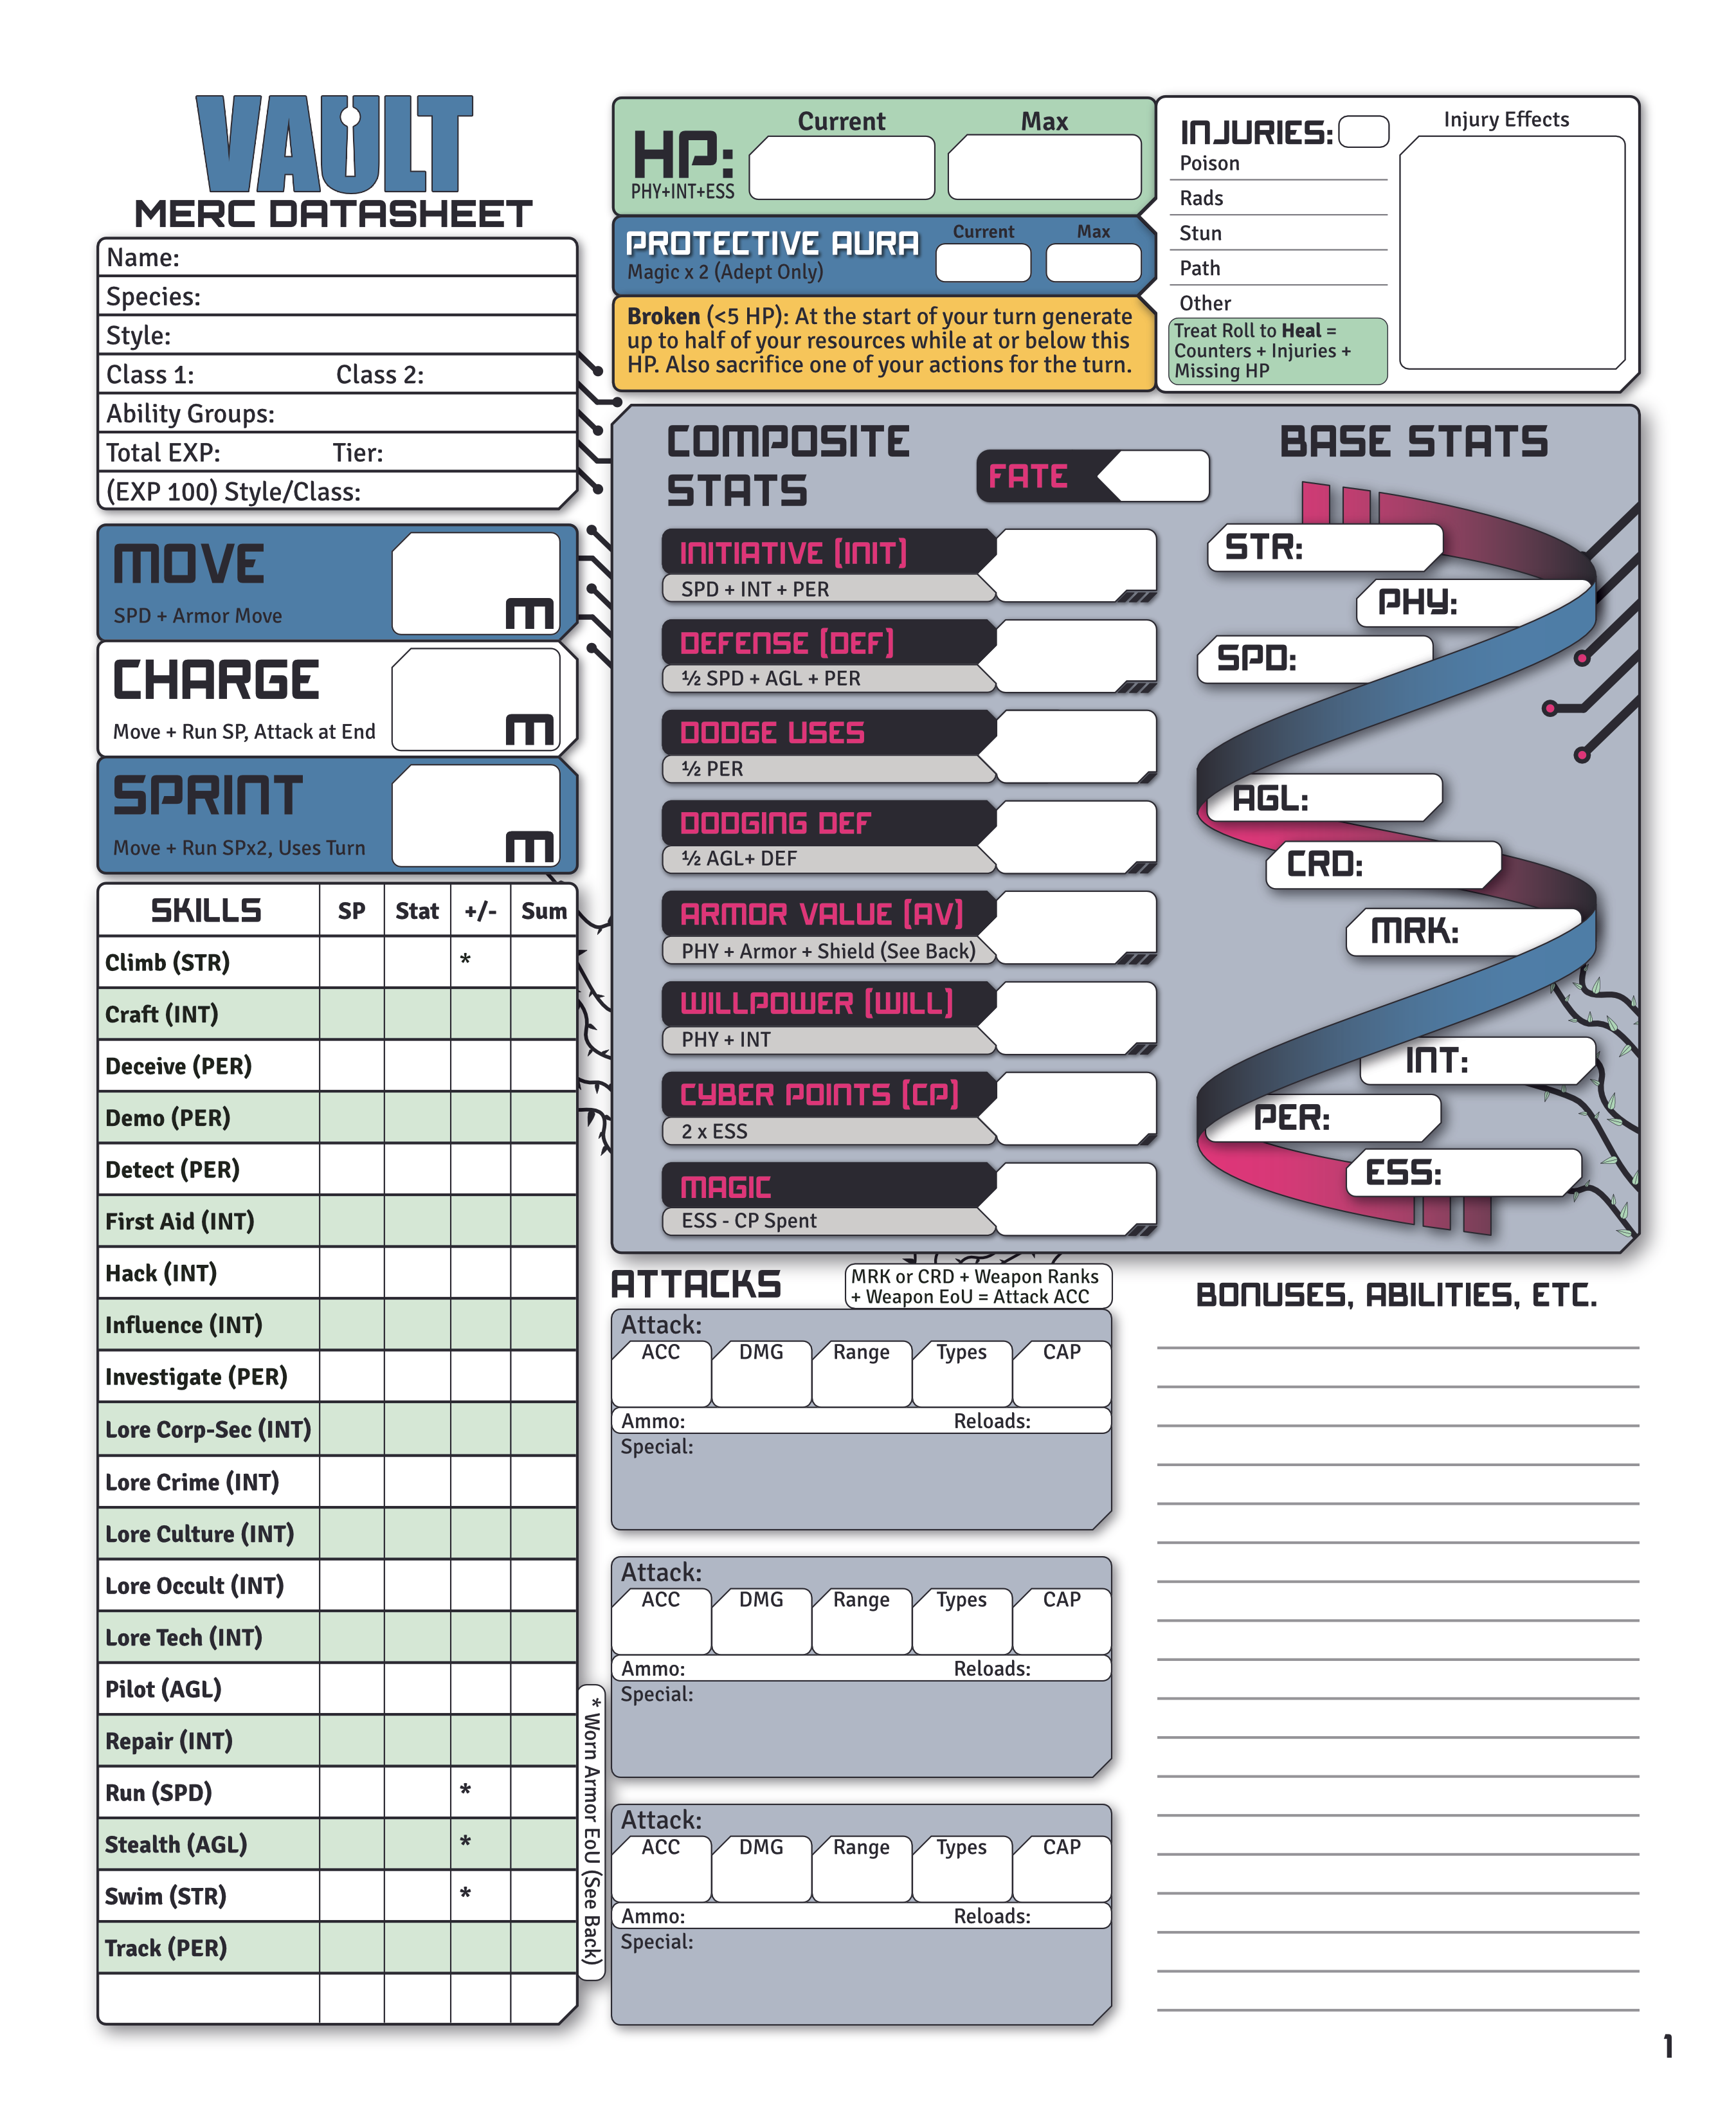 VAULT
MERC DATASHEET
Name:
Species:
Style:
Class 1: Class 2:
Ability Groups:
Total EXP: Tier:
(EXP 100) Style/Class:
MOVE
SPD + Armor Move
M
CHARGE
Move + Run SP, Attack at End
M
SPRINT
Move + Run SPx2, Uses Turn
M
SKILLS SP Stat +/- Sum
Climb (STR) *
Craft (INT)
Deceive (PER)
Demo (PER)
Detect (PER)
First Aid (INT)
Hack (INT)
Influence (INT)
Investigate (PER)
Lore Corp-Sec (INT)
Lore Crime (INT)
Lore Culture (INT)
Lore Occult (INT)
Lore Tech (INT)
Pilot (AGL)
Repair (INT)
Run (SPD) *
Stealth (AGL) *
Swim (STR) *
Track (PER)
* Worn Armor EoU (See Back)
HP:
PHY+INT+ESS
Current Max
PROTECTIVE AURA
Magic x 2 (Adept Only)
Current Max
Broken (<5 HP): At the start of your turn generate
up to half of your resources while at or below this
HP. Also sacrifice one of your actions for the turn.
INJURIES:
Poison
Rads
Stun
Path
Other
Treat Roll to Heal =
Counters + Injuries +
Missing HP
Injury Effects
COMPOSITE
STATS
FATE
INITIATIVE (INIT)
SPD + INT + PER
DEFENSE (DEF)
½ SPD + AGL + PER
DODGE USES
½ PER
DODGING DEF
½ AGL+ DEF
ARMOR VALUE (AV)
PHY + Armor + Shield (See Back)
WILLPOWER (WILL)
PHY + INT
CYBER POINTS (CP)
2 x ESS
MAGIC
ESS - CP Spent
BASE STATS
STR:
PHY:
SPD:
AGL:
CRD:
MRK:
INT:
PER:
ESS:
ATTACKS
MRK or CRD + Weapon Ranks
+ Weapon EoU = Attack ACC
Attack:
ACC DMG Range Types CAP
Ammo: Reloads:
Special:
Attack:
ACC DMG Range Types CAP
Ammo: Reloads:
Special:
Attack:
ACC DMG Range Types CAP
Ammo: Reloads:
Special:
BONUSES, ABILITIES, ETC.
1